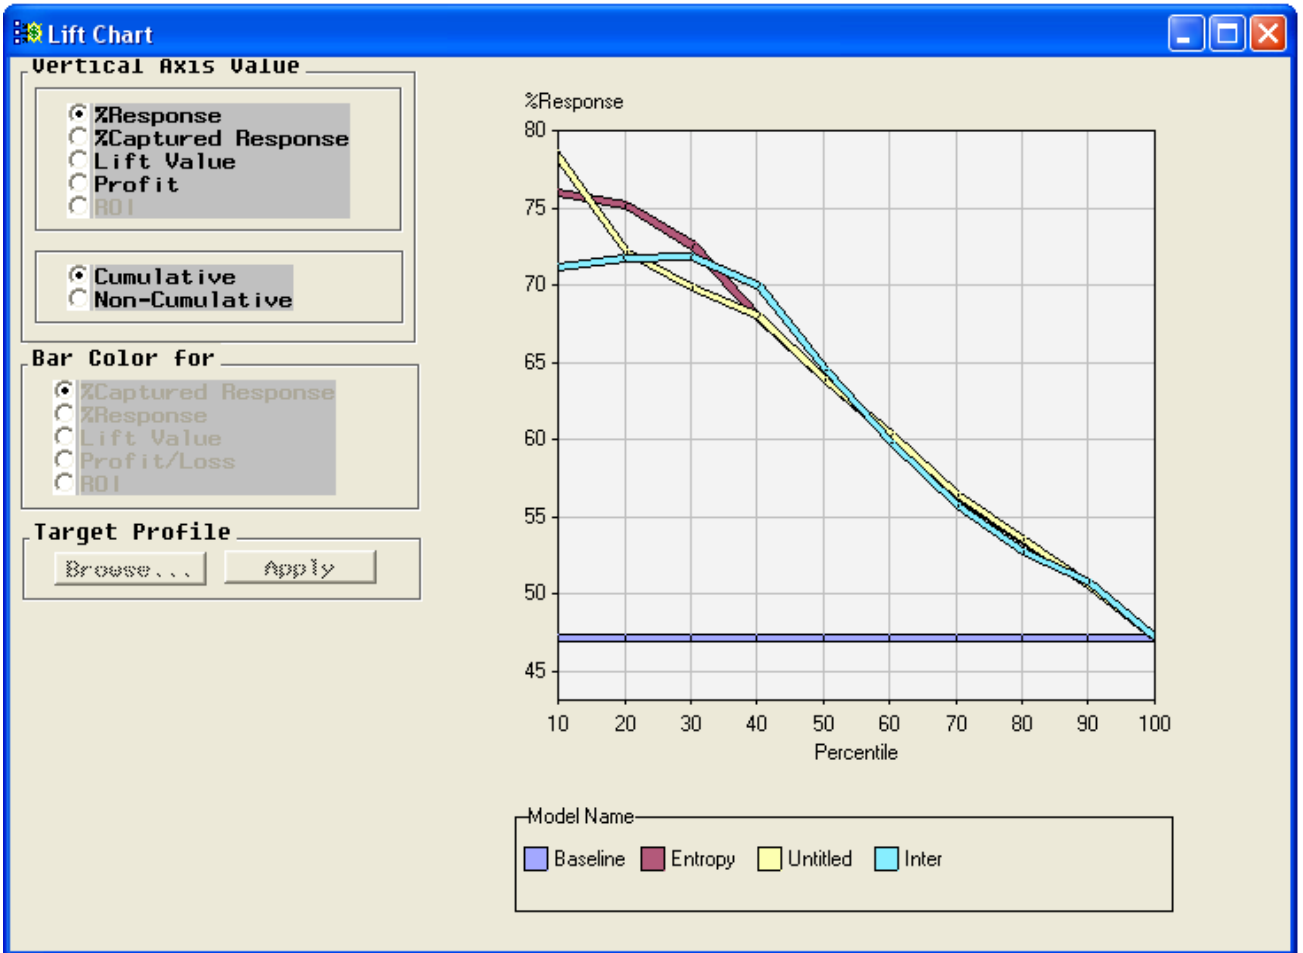 Lift Chart
Vertical Axis Value
%Response
%Captured Response
Lift Value
Profit
ROI
Cumulative
Non-Cumulative
Bar Color for
%Captured Response
%Response
Lift Value
Profit/Loss
ROI
Target Profile
Browse... Apply
%Response
80
75
70
65
60
55
50
45
10 20 30 40 50 60 70 80 90 100
Percentile
Model Name
Baseline Entropy Untitled Inter